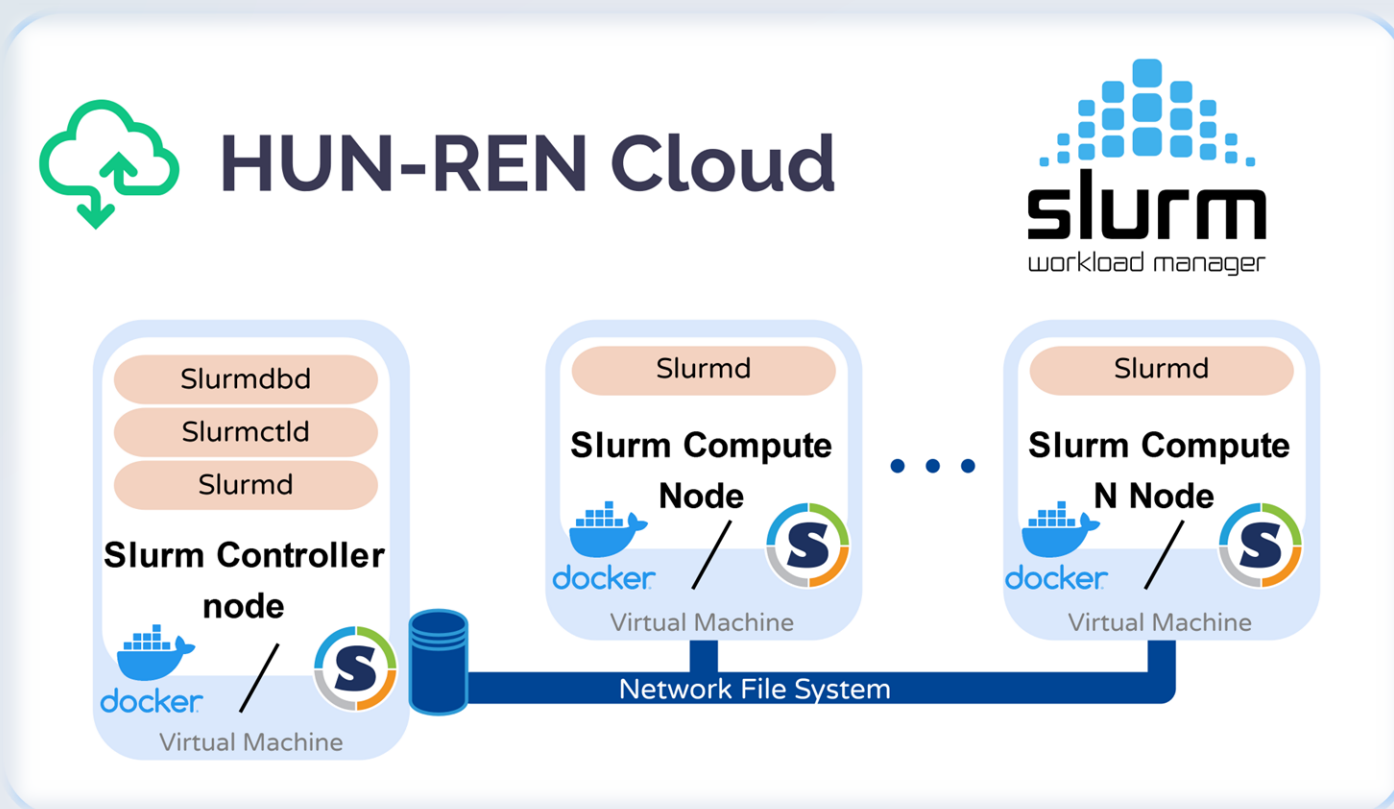 HUN-REN Cloud
slurm
workload manager
Slurmdbd
Slurmctld
Slurmd
Slurm Controller
node
docker
S
Virtual Machine
Slurmd
Slurm Compute
Node
docker
S
Virtual Machine
Slurmd
Slurm Compute
N Node
docker
S
Virtual Machine
Network File System